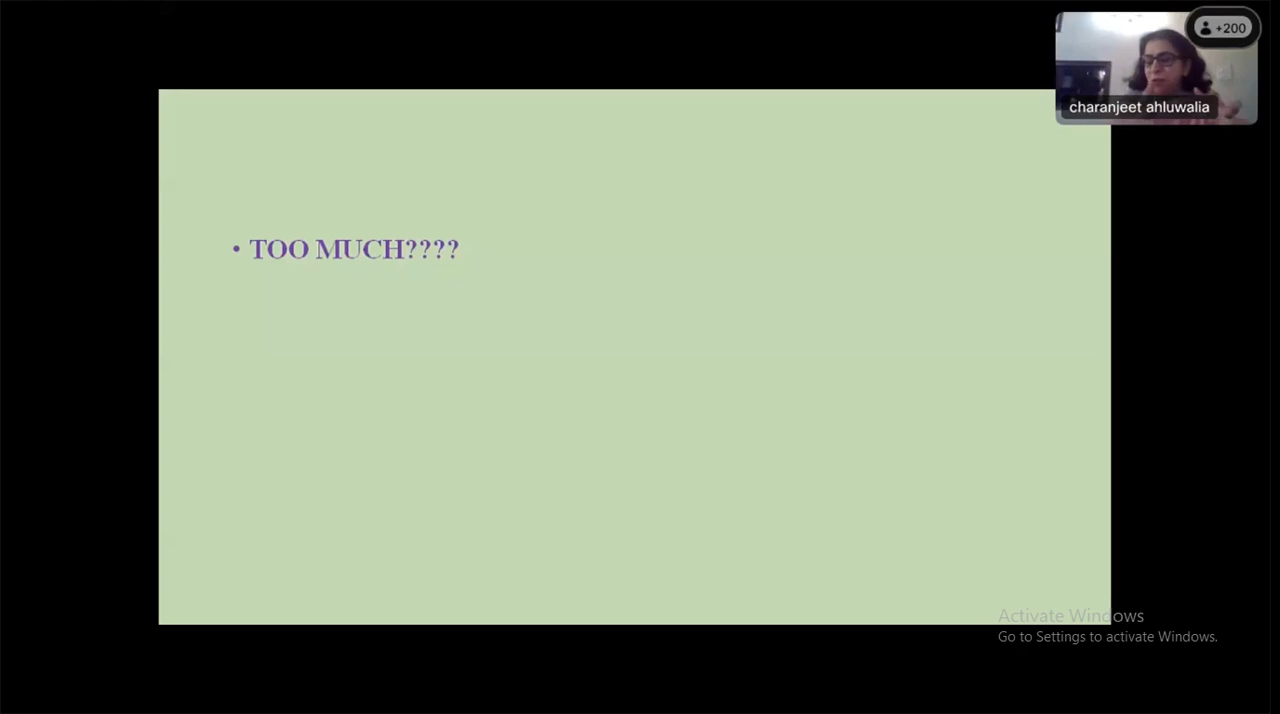 +200
charanjeet ahluwalia
• TOO MUCH????
Activate Windows
Go to Settings to activate Windows.